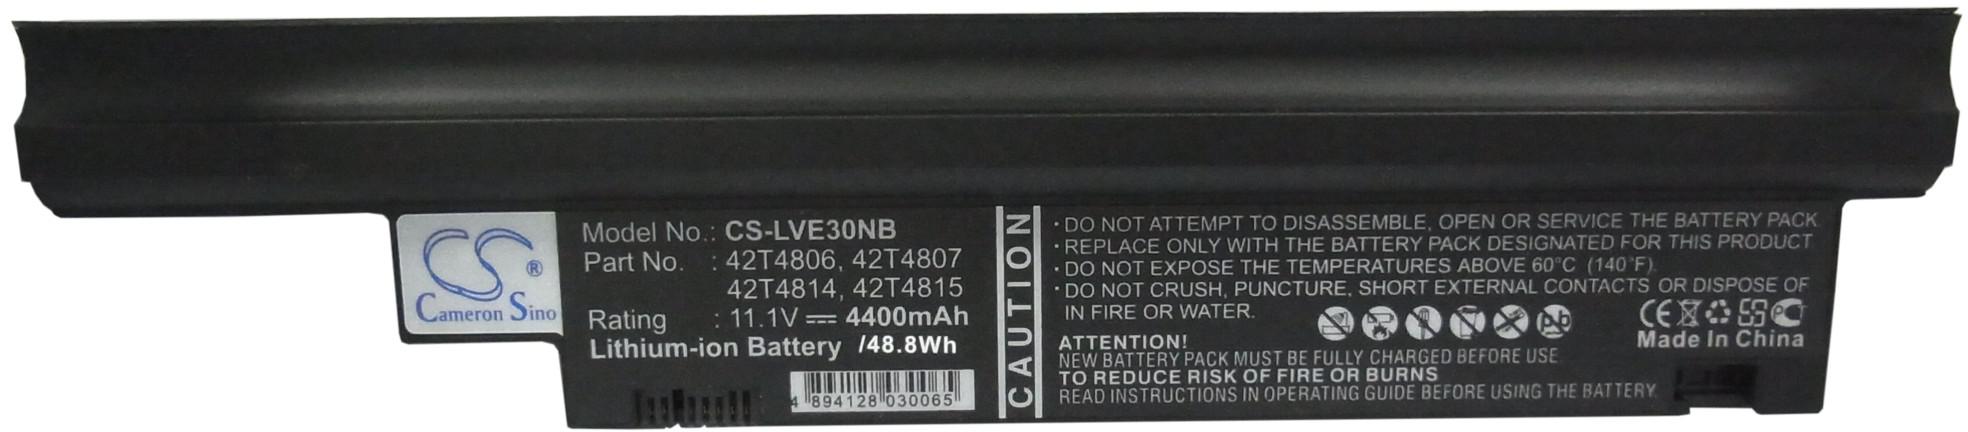 CS®
Cameron Sino
Model No.: CS-LVE30NB
Part No. : 42T4806, 42T4807
42T4814, 42T4815
Rating : 11.1V 4400mAh
Lithium-ion Battery /48.8Wh
4 894128 030065
CAUTION
·DO NOT ATTEMPT TO DISASSEMBLE, OPEN OR SERVICE THE BATTERY PACK
·REPLACE ONLY WITH THE BATTERY PACK DESIGNATED FOR THIS PRODUCT
·DO NOT EXPOSE THE TEMPERATURES ABOVE 60°C (140°F).
·DO NOT CRUSH, PUNCTURE, SHORT EXTERNAL CONTACTS OR DISPOSE OF
IN FIRE OR WATER.
Pb
CE
Made In China
ATTENTION!
NEW BATTERY PACK MUST BE FULLY CHARGED BEFORE USE.
TO REDUCE RISK OF FIRE OR BURNS
READ INSTRUCTIONS IN OPERATING GUIDE BEFORE USING THE BATTERY.